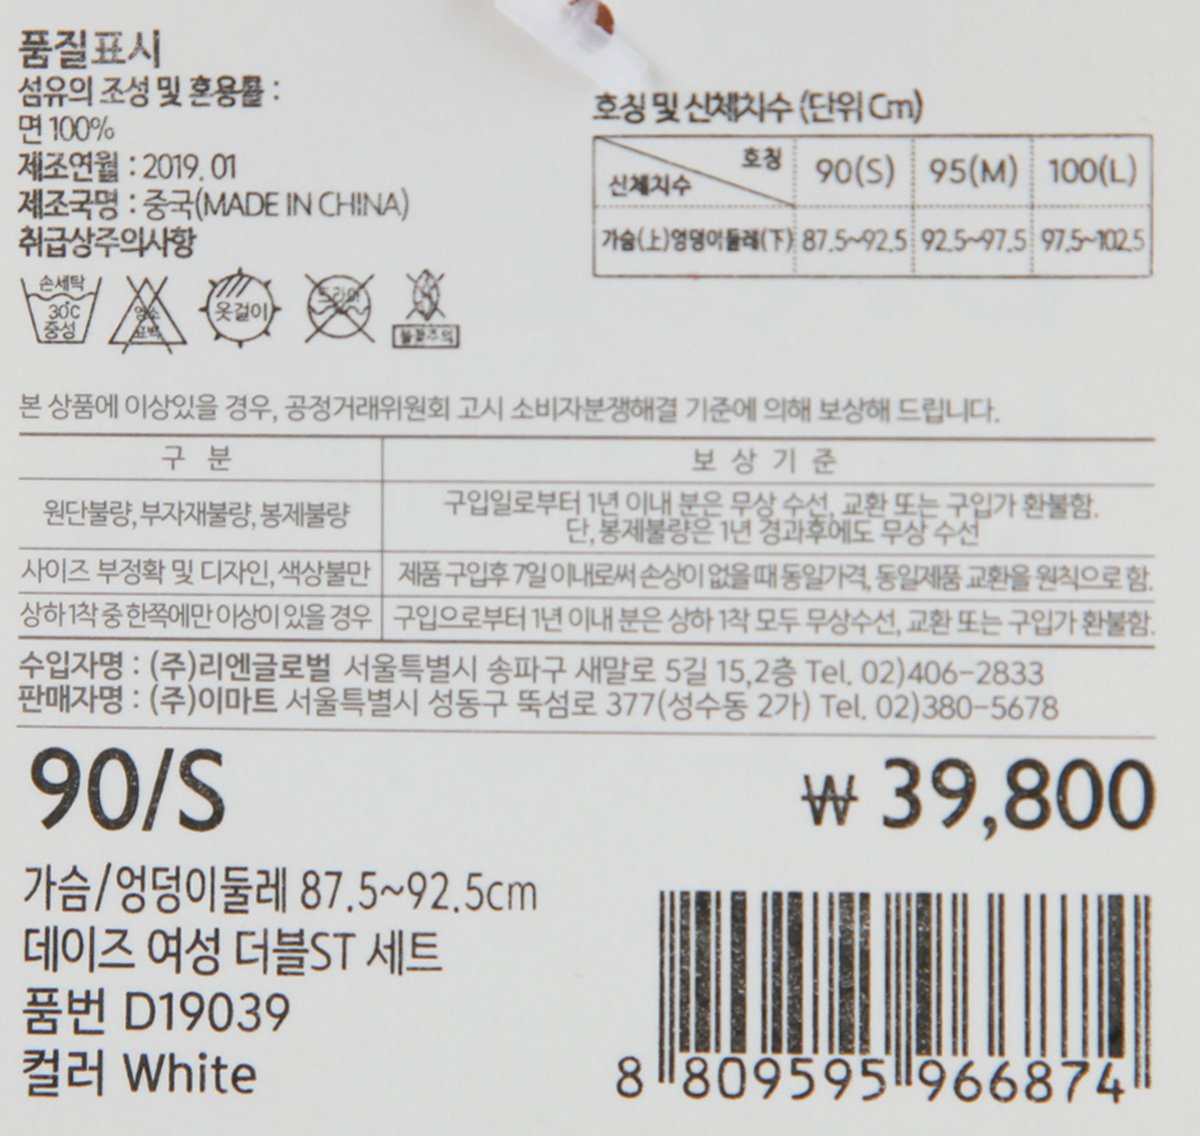 품질표시
섬유의 조성 및 혼용률 :
면 100%
제조연월 : 2019. 01
제조국명 : 중국(MADE IN CHINA)
취급상주의사항
손세탁
30℃
중성
염소
표백
옷걸이
드라이
불꽃주의
호칭 및 신체치수 (단위 Cm)
호칭
신체치수
90(S) 95(M) 100(L)
가슴(上)엉덩이둘레(下) 87.5~92.5 92.5~97.5 97.5~102.5
본 상품에 이상있을 경우, 공정거래위원회 고시 소비자분쟁해결 기준에 의해 보상해 드립니다.
구 분 보 상 기 준
원단불량, 부자재불량, 봉제불량 구입일로부터 1년 이내 분은 무상 수선, 교환 또는 구입가 환불함.
단, 봉제불량은 1년 경과후에도 무상 수선
사이즈 부정확 및 디자인, 색상불만 제품 구입후 7일 이내로써 손상이 없을 때 동일가격, 동일제품 교환을 원칙으로 함.
상하 1착 중 한쪽에만 이상이 있을 경우 구입으로부터 1년 이내 분은 상하 1착 모두 무상수선, 교환 또는 구입가 환불함.
수입자명 : (주)리엔글로벌 서울특별시 송파구 새말로 5길 15,2층 Tel. 02)406-2833
판매자명 : (주)이마트 서울특별시 성동구 뚝섬로 377(성수동 2가) Tel. 02)380-5678
90/S
₩ 39,800
가슴/엉덩이둘레 87.5~92.5cm
데이즈 여성 더블ST 세트
품번 D19039
컬러 White
8 809595 966874